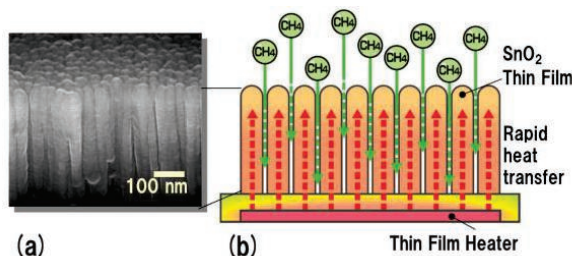 100 nm
(a)
CH4
CH4
CH4
CH4
CH4
CH4
CH4
CH4
CH4
SnO2
Thin Film
Rapid
heat
transfer
(b)
Thin Film Heater